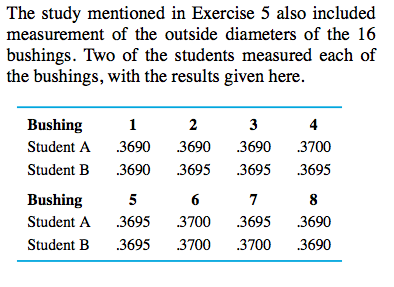 The study mentioned in Exercise 5 also included
measurement of the outside diameters of the 16
bushings. Two of the students measured each of
the bushings, with the results given here.
Bushing 1 2 3 4
Student A .3690 .3690 .3690 .3700
Student B .3690 .3695 .3695 .3695
Bushing 5 6 7 8
Student A .3695 .3700 .3695 .3690
Student B .3695 .3700 .3700 .3690